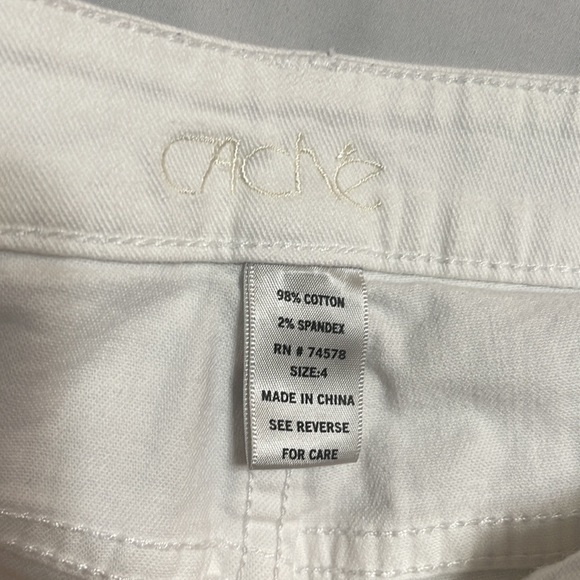 CAChé
98% COTTON
2% SPANDEX
RN # 74578
SIZE:4
MADE IN CHINA
SEE REVERSE
FOR CARE